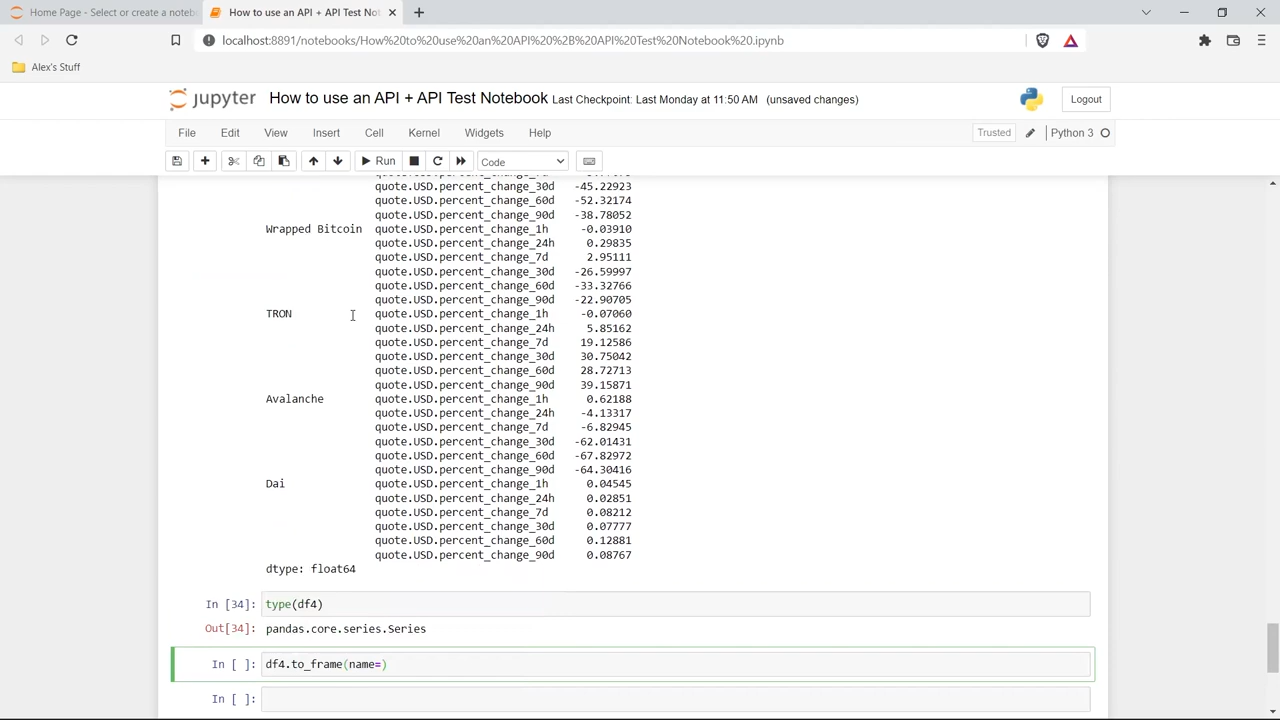 Home Page - Select or create a noteb
How to use an API + API Test Not
localhost:8891/notebooks/How%20to%20use%20an%20API%20%2B%20API%20Test%20Notebook%20.ipynb
Alex's Stuff
jupyter How to use an API + API Test Notebook Last Checkpoint: Last Monday at 11:50 AM (unsaved changes)
Logout
File Edit View Insert Cell Kernel Widgets Help
Trusted
Python 3
Run
Code
quote.USD.percent_change_30d -45.22923
quote.USD.percent_change_60d -52.32174
quote.USD.percent_change_90d -38.78052
Wrapped Bitcoin quote.USD.percent_change_1h -0.03910
quote.USD.percent_change_24h 0.29835
quote.USD.percent_change_7d 2.95111
quote.USD.percent_change_30d -26.59997
quote.USD.percent_change_60d -33.32766
quote.USD.percent_change_90d -22.90705
TRON quote.USD.percent_change_1h -0.07060
quote.USD.percent_change_24h 5.85162
quote.USD.percent_change_7d 19.12586
quote.USD.percent_change_30d 30.75042
quote.USD.percent_change_60d 28.72713
quote.USD.percent_change_90d 39.15871
Avalanche quote.USD.percent_change_1h 0.62188
quote.USD.percent_change_24h -4.13317
quote.USD.percent_change_7d -6.82945
quote.USD.percent_change_30d -62.01431
quote.USD.percent_change_60d -67.82972
quote.USD.percent_change_90d -64.30416
Dai quote.USD.percent_change_1h 0.04545
quote.USD.percent_change_24h 0.02851
quote.USD.percent_change_7d 0.08212
quote.USD.percent_change_30d 0.07777
quote.USD.percent_change_60d 0.12881
quote.USD.percent_change_90d 0.08767
dtype: float64
In [34]: type(df4)
Out[34]: pandas.core.series.Series
In [ ]: df4.to_frame(name=)
In [ ]: